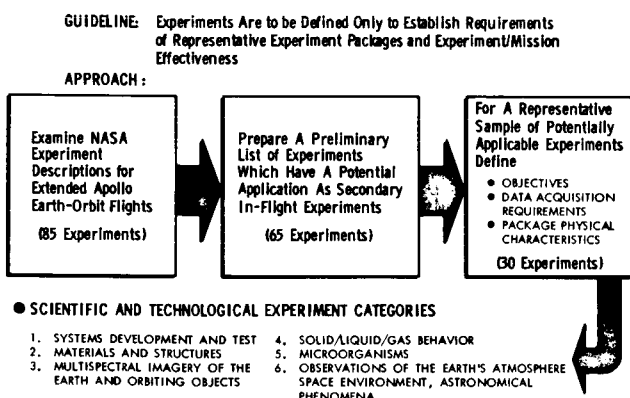 GUIDELINE: Experiments Are to be Defined Only to Establish Requirements
of Representative Experiment Packages and Experiment/Mission
Effectiveness
APPROACH:
Examine NASA
Experiment
Descriptions for
Extended Apollo
Earth-Orbit Flights
(85 Experiments)
Prepare A Preliminary
List of Experiments
Which Have A Potential
Application As Secondary
In-Flight Experiments
(65 Experiments)
For A Representative
Sample of Potentially
Applicable Experiments
Define
● OBJECTIVES
● DATA ACQUISITION
REQUIREMENTS
● PACKAGE PHYSICAL
CHARACTERISTICS
(30 Experiments)
● SCIENTIFIC AND TECHNOLOGICAL EXPERIMENT CATEGORIES
1. SYSTEMS DEVELOPMENT AND TEST
2. MATERIALS AND STRUCTURES
3. MULTISPECTRAL IMAGERY OF THE
EARTH AND ORBITING OBJECTS
4. SOLID/LIQUID/GAS BEHAVIOR
5. MICROORGANISMS
6. OBSERVATIONS OF THE EARTH'S ATMOSPHERE
SPACE ENVIRONMENT, ASTRONOMICAL
PHENOMENA